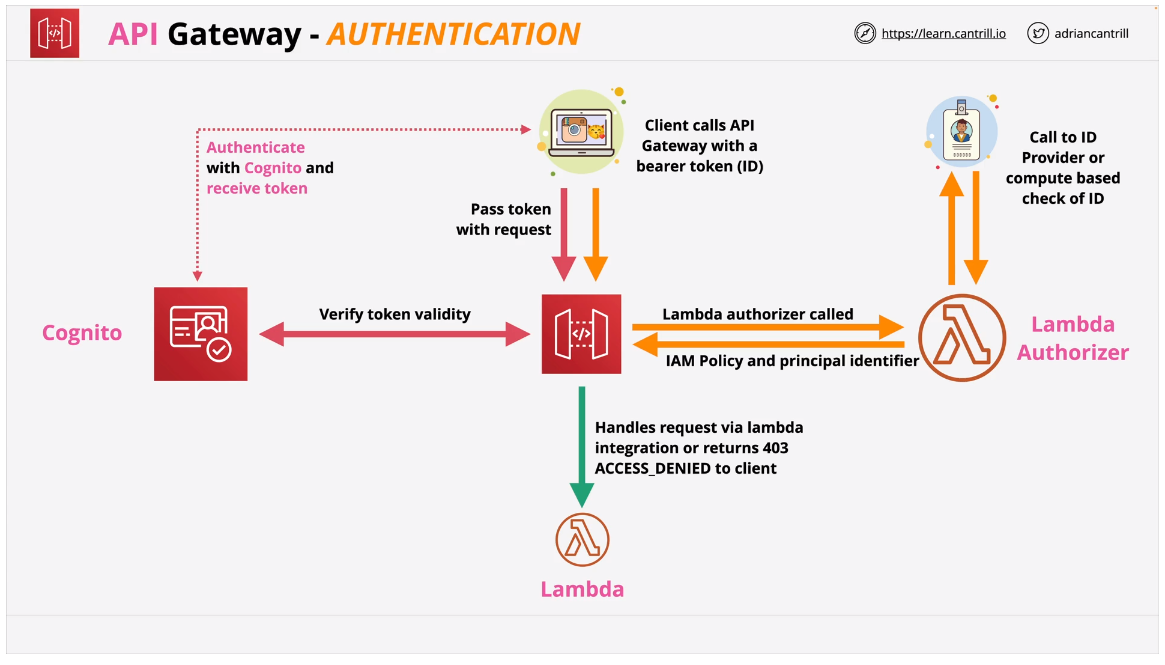 API Gateway - AUTHENTICATION
https://learn.cantrill.io
adriancantrill
Authenticate
with Cognito and
receive token
Client calls API
Gateway with a
bearer token (ID)
Call to ID
Provider or
compute based
check of ID
Pass token
with request
Cognito
Verify token validity
</>
Lambda authorizer called
IAM Policy and principal identifier
Lambda
Authorizer
Handles request via lambda
integration or returns 403
ACCESS_DENIED to client
Lambda